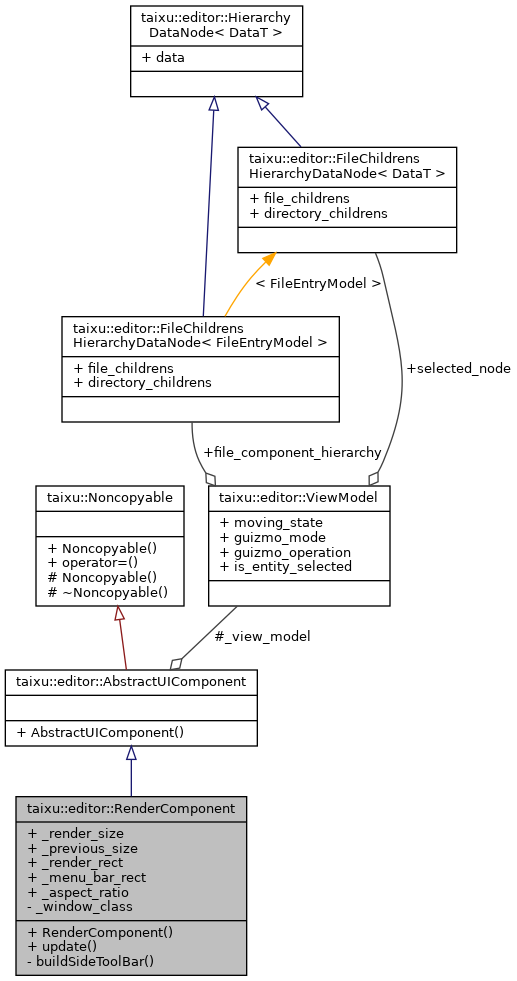 taixu::editor::Hierarchy
DataNode< DataT >
+ data
taixu::editor::FileChildrens
HierarchyDataNode< DataT >
+ file_childrens
+ directory_childrens
< FileEntryModel >
taixu::editor::FileChildrens
HierarchyDataNode< FileEntryModel >
+ file_childrens
+ directory_childrens
+selected_node
+file_component_hierarchy
taixu::Noncopyable
+ Noncopyable()
+ operator=()
# Noncopyable()
# ~Noncopyable()
taixu::editor::ViewModel
+ moving_state
+ guizmo_mode
+ guizmo_operation
+ is_entity_selected
#_view_model
taixu::editor::AbstractUIComponent
+ AbstractUIComponent()
taixu::editor::RenderComponent
+ _render_size
+ _previous_size
+ _render_rect
+ _menu_bar_rect
+ _aspect_ratio
- _window_class
+ RenderComponent()
+ update()
- buildSideToolBar()